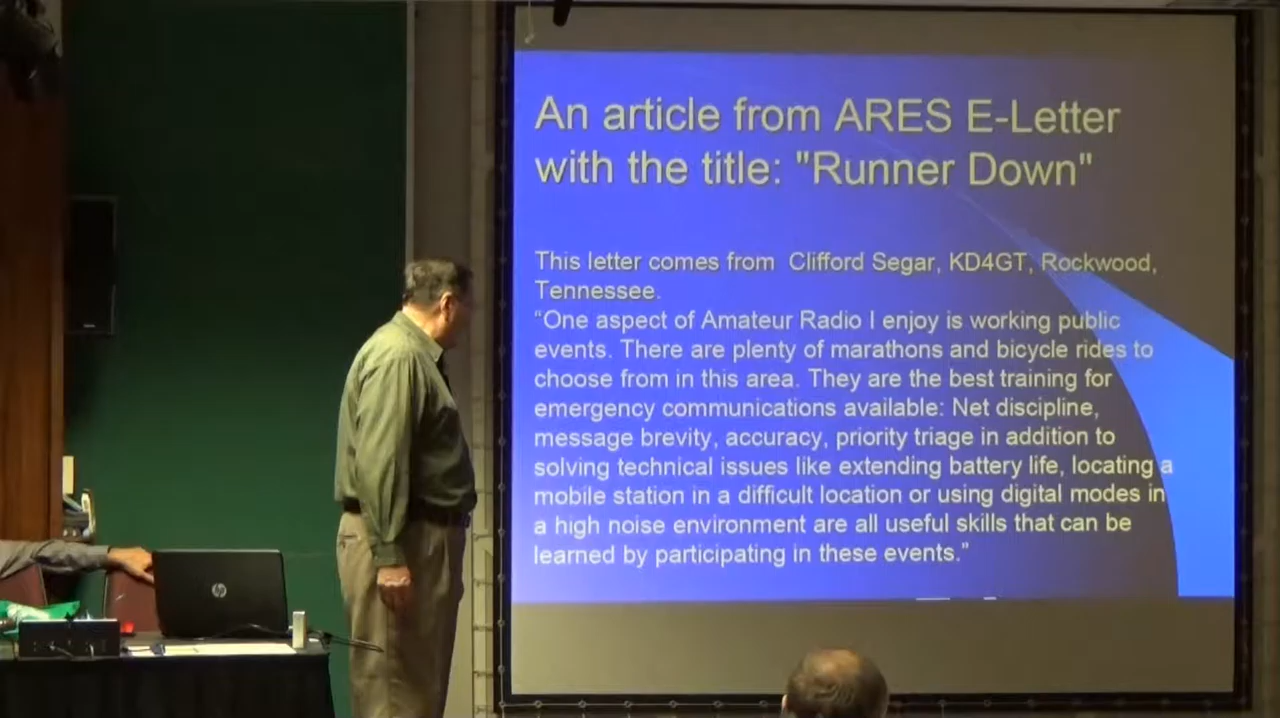 An article from ARES E-Letter
with the title: "Runner Down"
This letter comes from  Clifford Segar, KD4GT, Rockwood,
Tennessee.
“One aspect of Amateur Radio I enjoy is working public
events. There are plenty of marathons and bicycle rides to
choose from in this area. They are the best training for
emergency communications available: Net discipline,
message brevity, accuracy, priority triage in addition to
solving technical issues like extending battery life, locating a
mobile station in a difficult location or using digital modes in
a high noise environment are all useful skills that can be
learned by participating in these events.”
hp